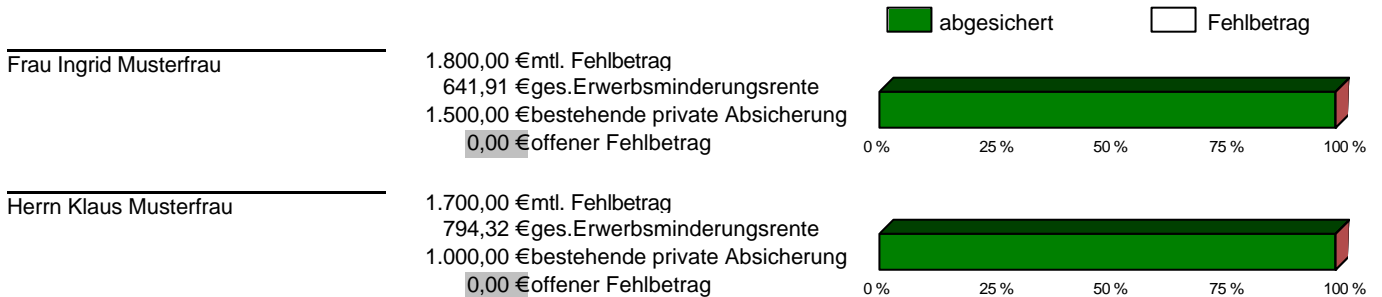 abgesichert Fehlbetrag
Frau Ingrid Musterfrau 1.800,00 € mtl. Fehlbetrag
641,91 € ges.Erwerbsminderungsrente
1.500,00 € bestehende private Absicherung
0,00 € offener Fehlbetrag
0 % 25 % 50 % 75 % 100 %
Herrn Klaus Musterfrau 1.700,00 € mtl. Fehlbetrag
794,32 € ges.Erwerbsminderungsrente
1.000,00 € bestehende private Absicherung
0,00 € offener Fehlbetrag
0 % 25 % 50 % 75 % 100 %